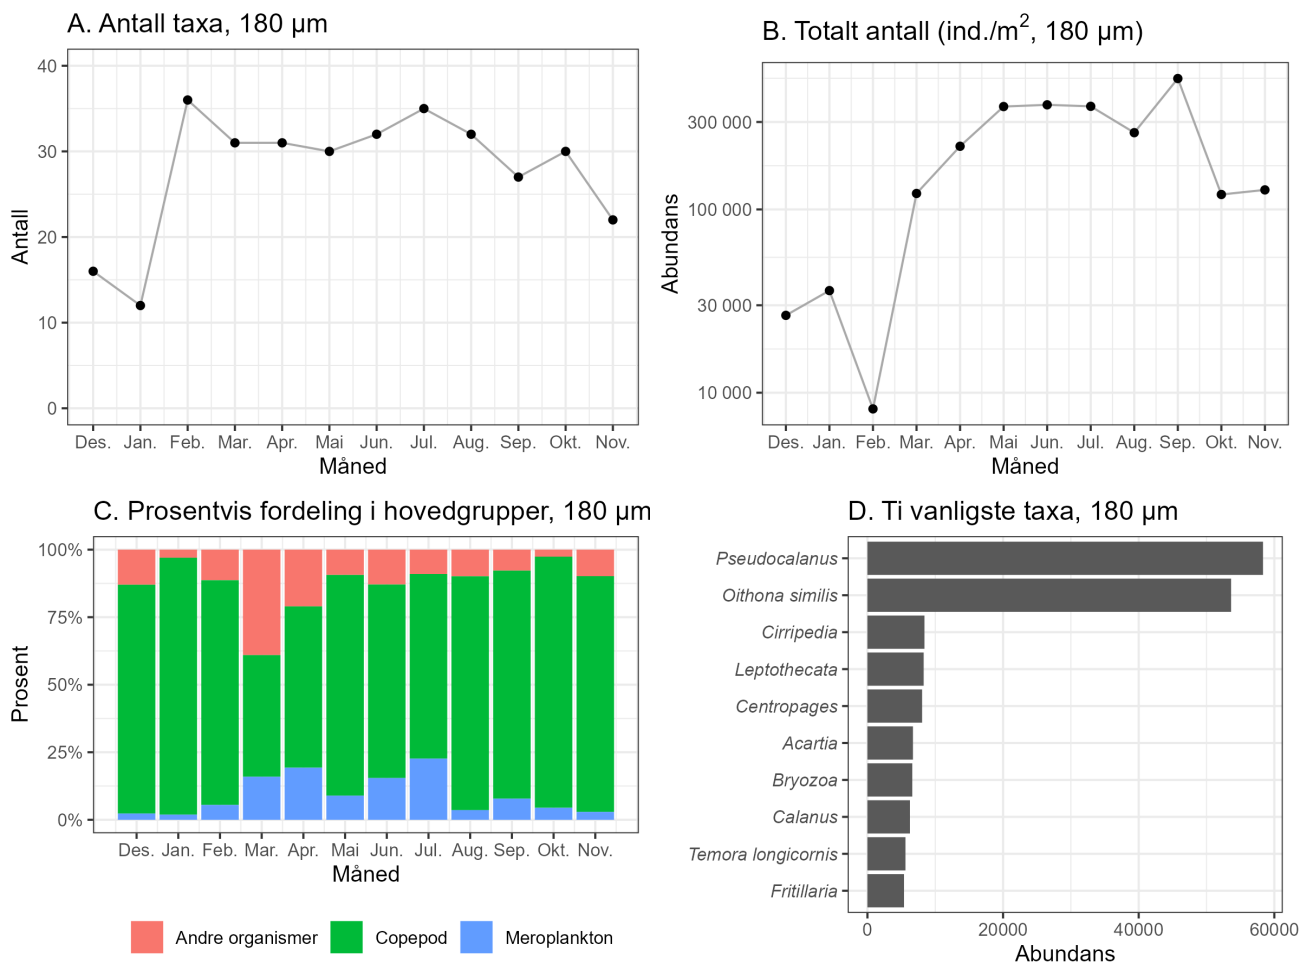 A. Antall taxa, 180 µm
40
30
20
10
0
Antall
Des. Jan. Feb. Mar. Apr. Mai Jun. Jul. Aug. Sep. Okt. Nov.
Måned
B. Totalt antall (ind./m², 180 µm)
300 000
100 000
30 000
10 000
Abundans
Des. Jan. Feb. Mar. Apr. Mai Jun. Jul. Aug. Sep. Okt. Nov.
Måned
C. Prosentvis fordeling i hovedgrupper, 180 µm
100%
75%
50%
25%
0%
Prosent
Des. Jan. Feb. Mar. Apr. Mai Jun. Jul. Aug. Sep. Okt. Nov.
Måned
Andre organismer Copepod Meroplankton
D. Ti vanligste taxa, 180 µm
Pseudocalanus
Oithona similis
Cirripedia
Leptothecata
Centropages
Acartia
Bryozoa
Calanus
Temora longicornis
Fritillaria
0 20000 40000 60000
Abundans